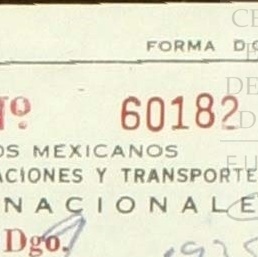 FORMA D
Nº 60182
OS MEXICANOS
ACIONES Y TRANSPORTE
NACIONALE
Dgo.